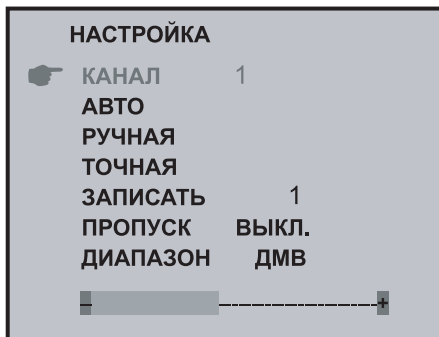 НАСТРОЙКА
КАНАЛ 1
АВТО
РУЧНАЯ
ТОЧНАЯ
ЗАПИСАТЬ 1
ПРОПУСК ВЫКЛ.
ДИАПАЗОН ДМВ
– +